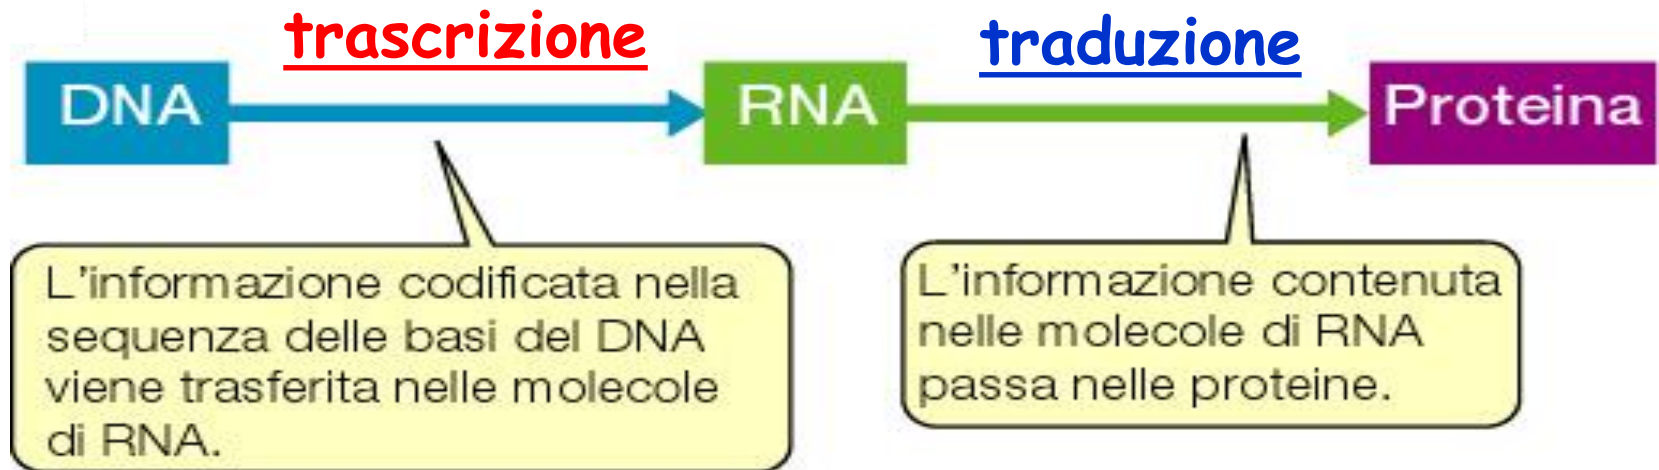 trascrizione
traduzione
DNA
RNA
Proteina
L'informazione codificata nella
sequenza delle basi del DNA
viene trasferita nelle molecole
di RNA.
L'informazione contenuta
nelle molecole di RNA
passa nelle proteine.